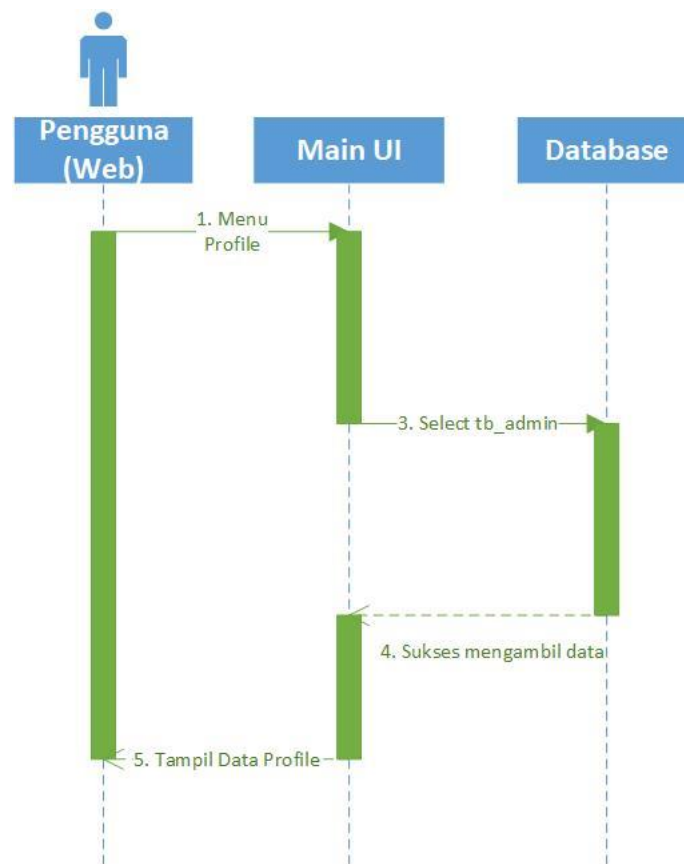 Pengguna
(Web)
Main UI
Database
1. Menu
Profile
3. Select tb_admin
4. Sukses mengambil data
5. Tampil Data Profile